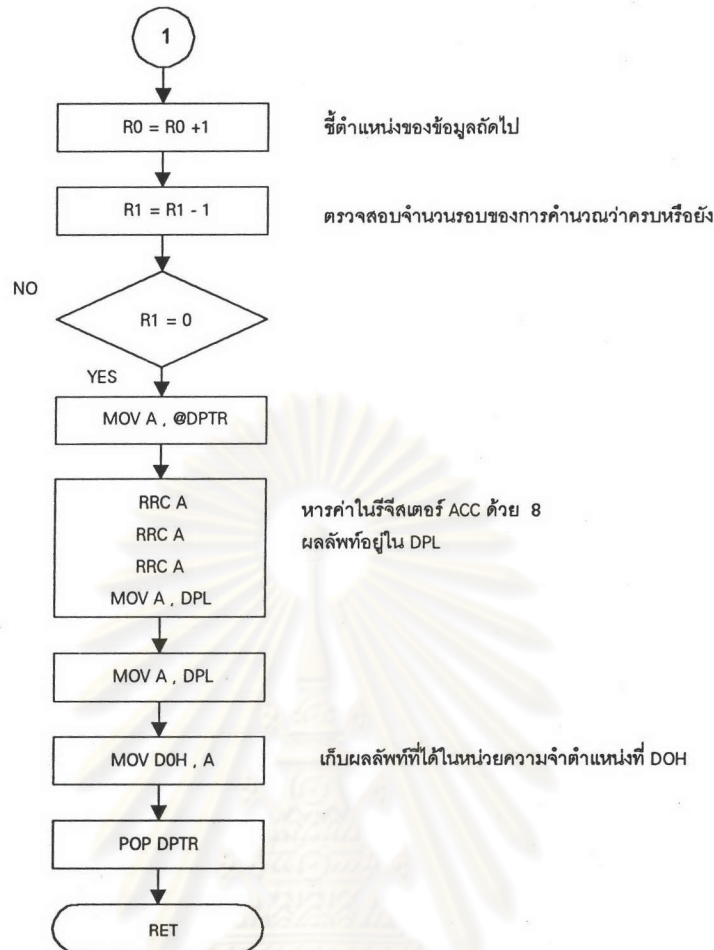 1
R0 = R0 +1
ชี้ตำแหน่งของข้อมูลถัดไป
R1 = R1 - 1
ตรวจสอบจำนวนรอบของการคำนวณว่าครบหรือยัง
NO
R1 = 0
YES
MOV A , @DPTR
RRC A
RRC A
RRC A
MOV A , DPL
หารค่าในรีจีสเตอร์ ACC ด้วย 8
ผลลัพท์อยู่ใน DPL
MOV A , DPL
MOV D0H , A
เก็บผลลัพท์ที่ได้ในหน่วยความจำตำแหน่งที่ DOH
POP DPTR
RET